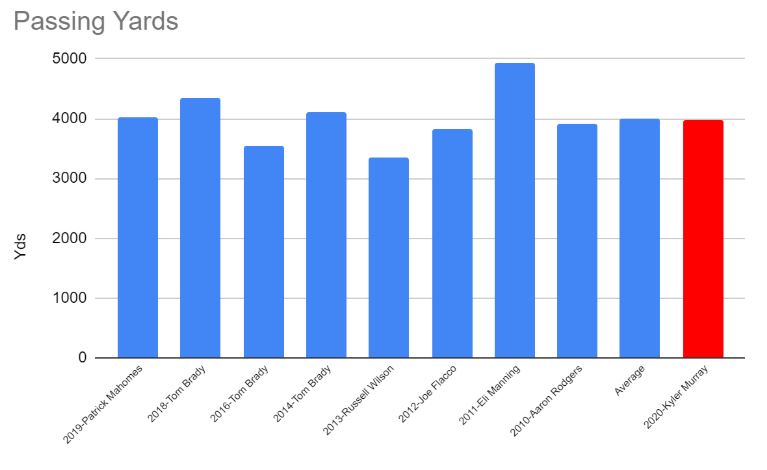 Passing Yards
5000
4000
3000
2000
1000
0
Yds
2019-Patrick Mahomes
2018-Tom Brady
2016-Tom Brady
2014-Tom Brady
2013-Russell Wilson
2012-Joe Flacco
2011-Eli Manning
2010-Aaron Rodgers
Average
2020-Kyler Murray